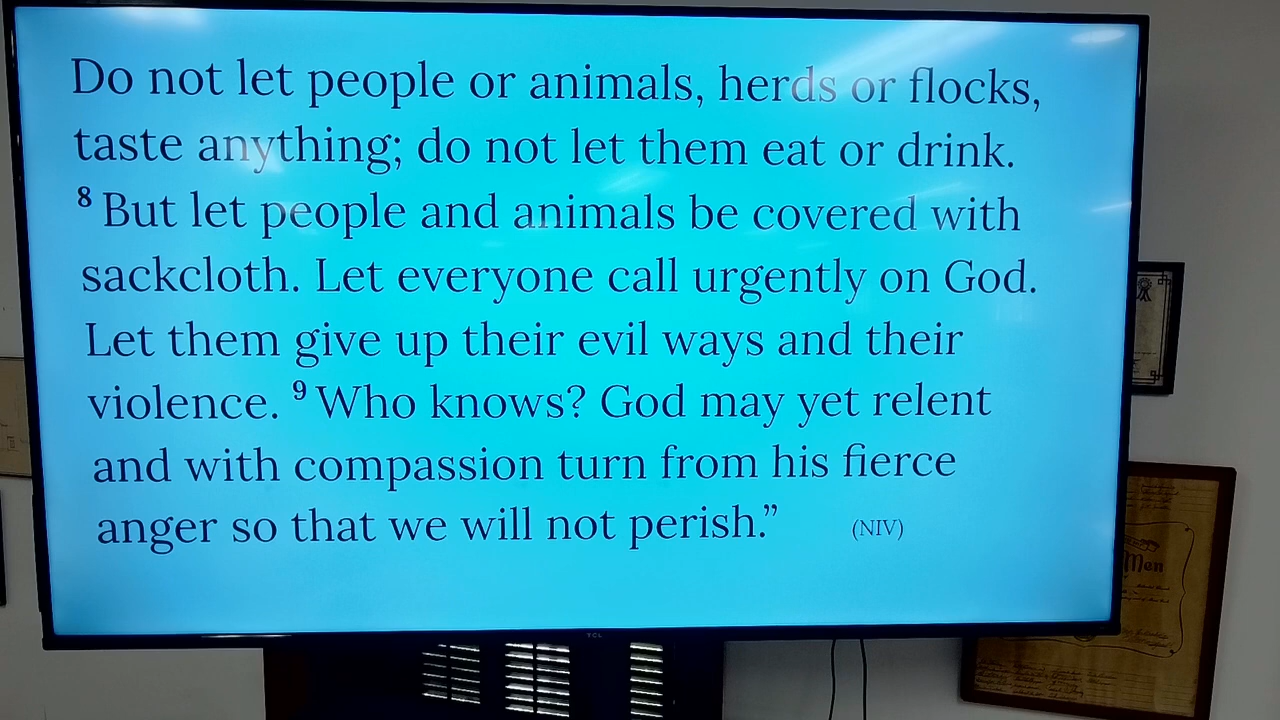 Do not let people or animals, herds or flocks,
taste anything; do not let them eat or drink.
⁸ But let people and animals be covered with
sackcloth. Let everyone call urgently on God.
Let them give up their evil ways and their
violence. ⁹ Who knows? God may yet relent
and with compassion turn from his fierce
anger so that we will not perish.” (NIV)
TCL
Men